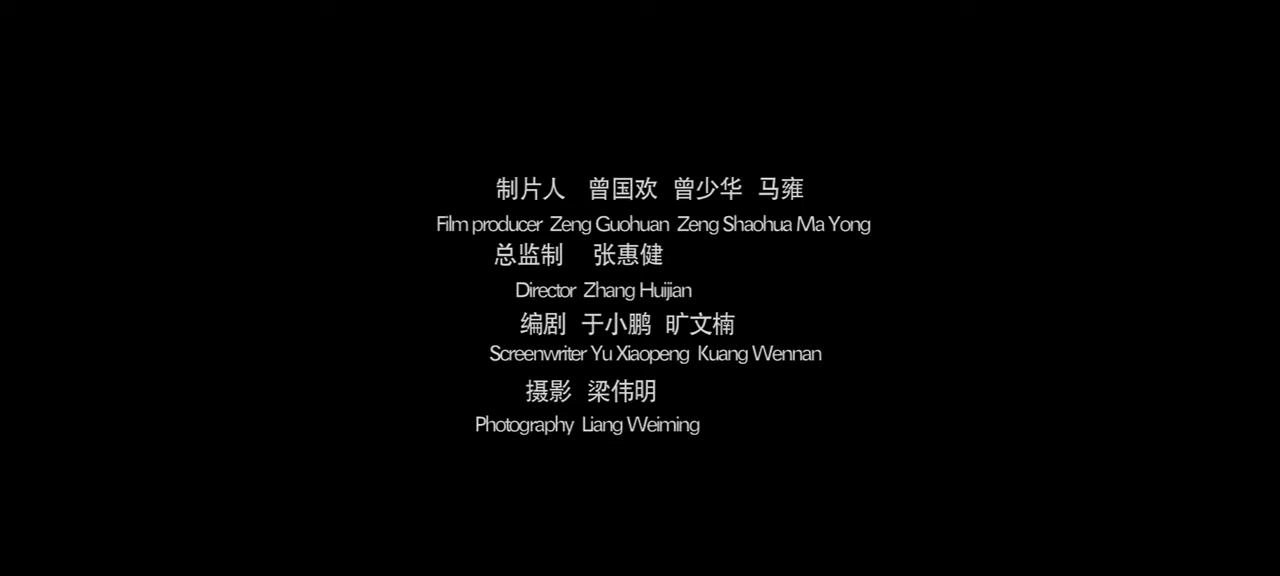 制片人 曾国欢 曾少华 马雍
Film producer Zeng Guohuan Zeng Shaohua Ma Yong
总监制 张惠健
Director Zhang Huijian
编剧 于小鹏 旷文楠
Screenwriter Yu Xiaopeng Kuang Wennan
摄影 梁伟明
Photography Liang Weiming